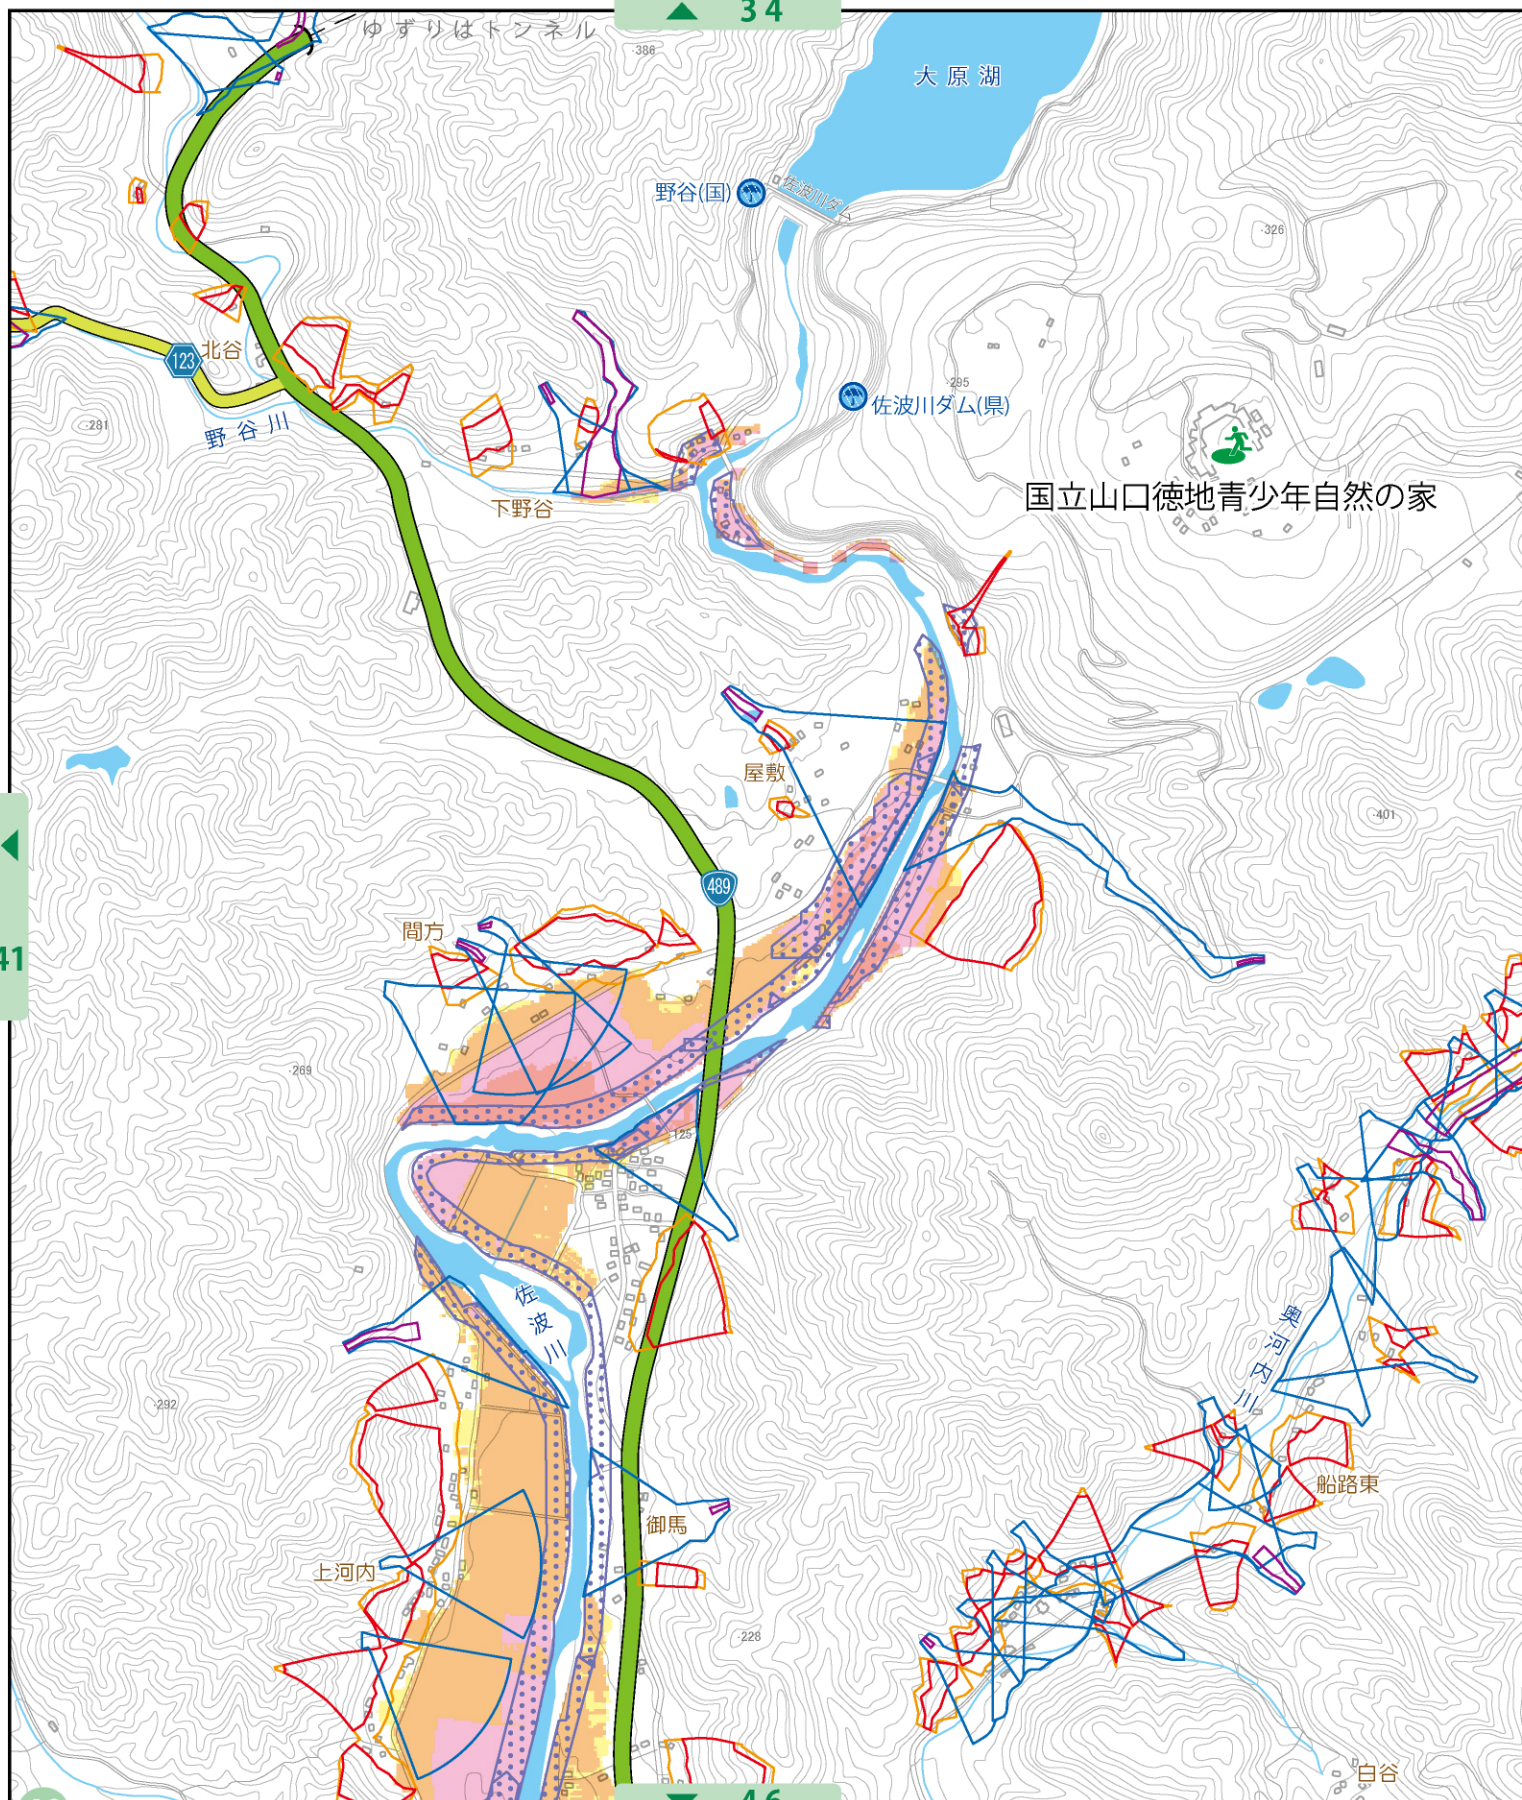 34
ゆずりはトンネル
·386
大原湖
野谷(国)
佐波川ダム
·326
123
北谷
·295
佐波川ダム(県)
·281
野谷川
国立山口徳地青少年自然の家
下野谷
屋敷
·401
489
間方
41
·269
125
佐波川
奥河内川
·292
船路東
御馬
上河内
·228
白谷
46